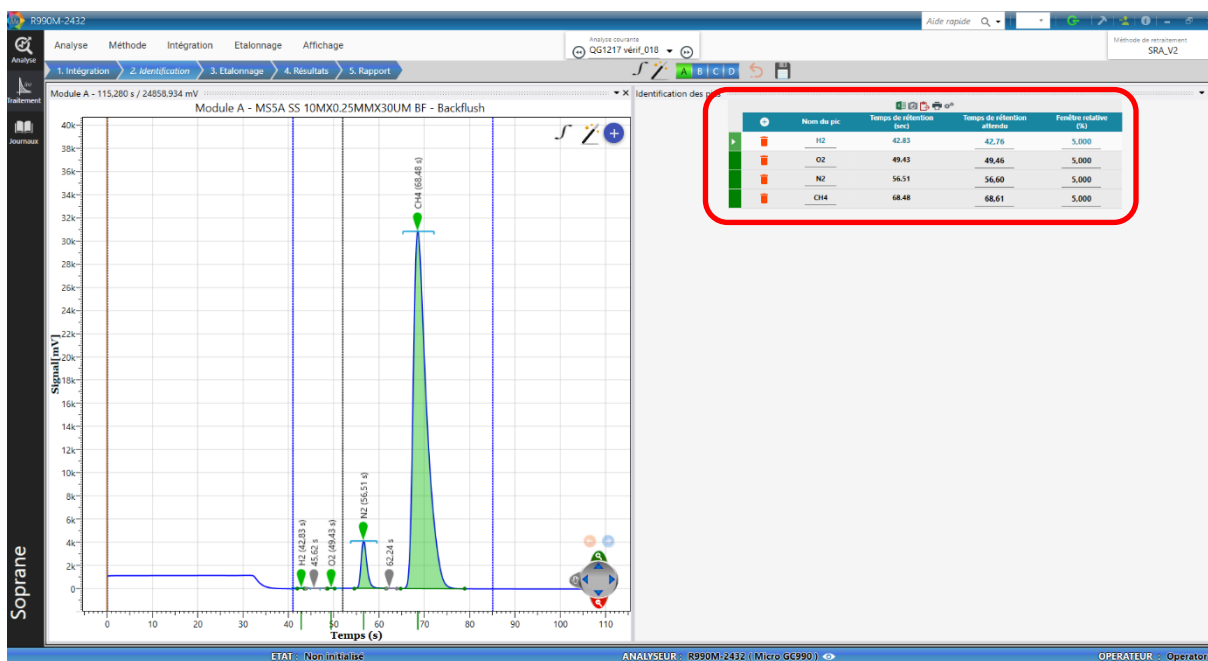 R990M-2432
Aide rapide
Analyse Méthode Intégration Etalonnage Affichage
Analyse courante
QG1217 vérif_018
Méthode de retraitement
SRA_V2
Analyse
Traitement
Journaux
Soprane
1. Intégration 2. Identification 3. Etalonnage 4. Résultats 5. Rapport
A B C D
Module A - 115,280 s / 24858,934 mV
Module A - MS5A SS 10MX0.25MMX30UM BF - Backflush
40k
38k
36k
34k
32k
30k
28k
26k
24k
22k
20k
18k
16k
14k
12k
10k
8k
6k
4k
2k
0
Signal[mV]
H2 (42,83 s)
45.62 s
O2 (49.43 s)
N2 (56,51 s)
62.24 s
CH4 (68.48 s)
0 10 20 30 40 50 60 70 80 90 100 110
Temps (s)
Identification des pics
Nom du pic Temps de rétention (sec) Temps de rétention attendu Fenêtre relative (%)
H2 42.83 42,76 5,000
O2 49.43 49,46 5,000
N2 56.51 56,60 5,000
CH4 68.48 68,61 5,000
ETAT : Non initialisé
ANALYSEUR : R990M-2432 ( Micro GC990 )
OPERATEUR : Operator